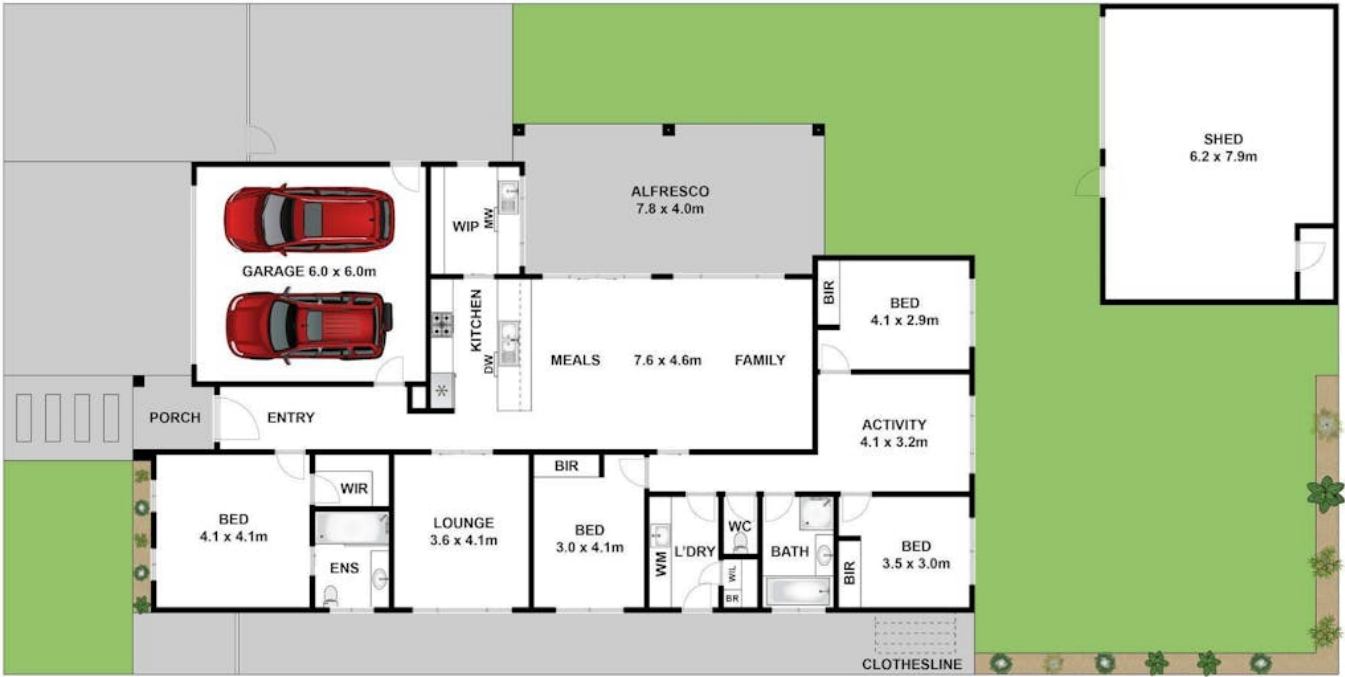 SHED
6.2 x 7.9m
ALFRESCO
7.8 x 4.0m
WIP
MW
GARAGE 6.0 x 6.0m
BIR
BED
4.1 x 2.9m
KITCHEN
DW
MEALS 7.6 x 4.6m FAMILY
PORCH
ENTRY
ACTIVITY
4.1 x 3.2m
BED
4.1 x 4.1m
WIR
ENS
LOUNGE
3.6 x 4.1m
BIR
BED
3.0 x 4.1m
WM
L'DRY
WC
WIL
BR
BATH
BIR
BED
3.5 x 3.0m
CLOTHESLINE